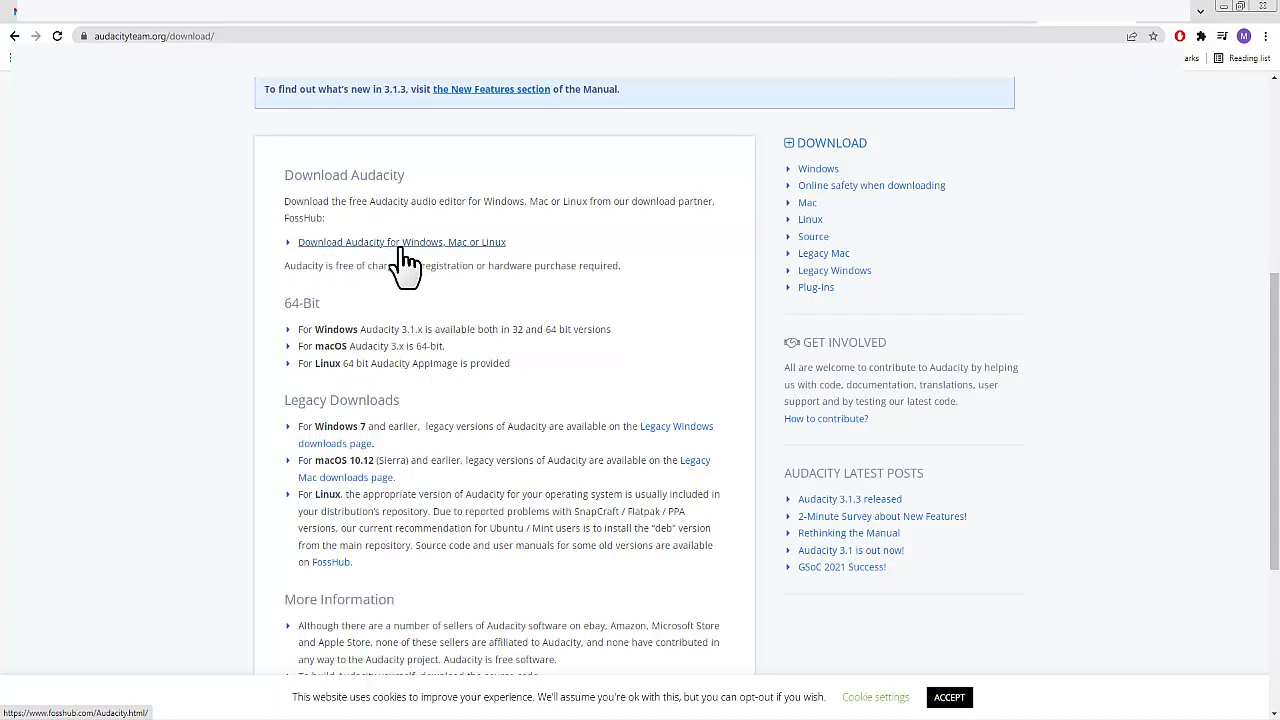 audacityteam.org/download/
M
arks
Reading list
To find out what's new in 3.1.3, visit the New Features section of the Manual.
Download Audacity
Download the free Audacity audio editor for Windows, Mac or Linux from our download partner,
FossHub:
Download Audacity for Windows, Mac or Linux
Audacity is free of registration or hardware purchase required.
64-Bit
For Windows Audacity 3.1.x is available both in 32 and 64 bit versions
For macOS Audacity 3.x is 64-bit.
For Linux 64 bit Audacity AppImage is provided
Legacy Downloads
For Windows 7 and earlier, legacy versions of Audacity are available on the Legacy Windows
downloads page.
For macOS 10.12 (Sierra) and earlier, legacy versions of Audacity are available on the Legacy
Mac downloads page.
For Linux, the appropriate version of Audacity for your operating system is usually included in
your distribution's repository. Due to reported problems with SnapCraft / Flatpak / PPA
versions, our current recommendation for Ubuntu / Mint users is to install the “deb” version
from the main repository. Source code and user manuals for some old versions are available
on FossHub.
More Information
Although there are a number of sellers of Audacity software on ebay, Amazon, Microsoft Store
and Apple Store, none of these sellers are affiliated to Audacity, and none have contributed in
any way to the Audacity project. Audacity is free software.
DOWNLOAD
Windows
Online safety when downloading
Mac
Linux
Source
Legacy Mac
Legacy Windows
Plug-Ins
GET INVOLVED
All are welcome to contribute to Audacity by helping
us with code, documentation, translations, user
support and by testing our latest code.
How to contribute?
AUDACITY LATEST POSTS
Audacity 3.1.3 released
2-Minute Survey about New Features!
Rethinking the Manual
Audacity 3.1 is out now!
GSoC 2021 Success!
This website uses cookies to improve your experience. We'll assume you're ok with this, but you can opt-out if you wish.
Cookie settings
ACCEPT
https://www.fosshub.com/Audacity.html/